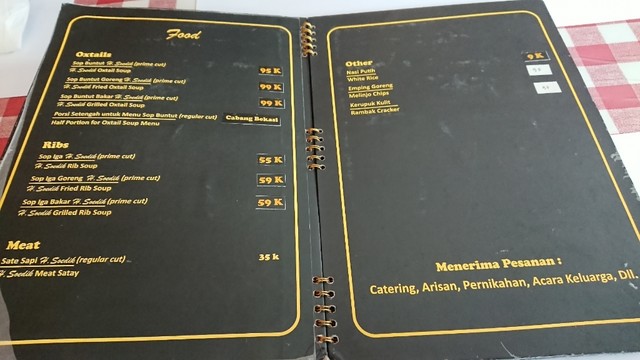 Food
Oxtails
Sop Buntut H. Soedik (prime cut)
H. Soedik Oxtail Soup 95 K
Sop Buntut Goreng H. Soedik (prime cut)
H. Soedik Fried Oxtail Soup 99 K
Sop Buntut Bakar H. Soedik (prime cut)
H. Soedik Grilled Oxtail Soup 99 K
Porsi Setengah untuk Menu Sop Buntut (regular cut) Cabang Bekasi
Half Portion for Oxtail Soup Menu
Ribs
Sop Iga H. Soedik (prime cut) 55 K
H. Soedik Rib Soup
Sop Iga Goreng H. Soedik (prime cut) 59 K
H. Soedik Fried Rib Soup
Sop Iga Bakar H. Soedik (prime cut) 59 K
H. Soedik Grilled Rib Soup
Meat
Sate Sapi H. Soedik (regular cut) 35 k
H. Soedik Meat Satay
Other
Nasi Putih 9 K
White Rice
Emping Goreng
Melinjo Chips
Kerupuk Kulit
Rambak Cracker
Menerima Pesanan :
Catering, Arisan, Pernikahan, Acara Keluarga, Dll.